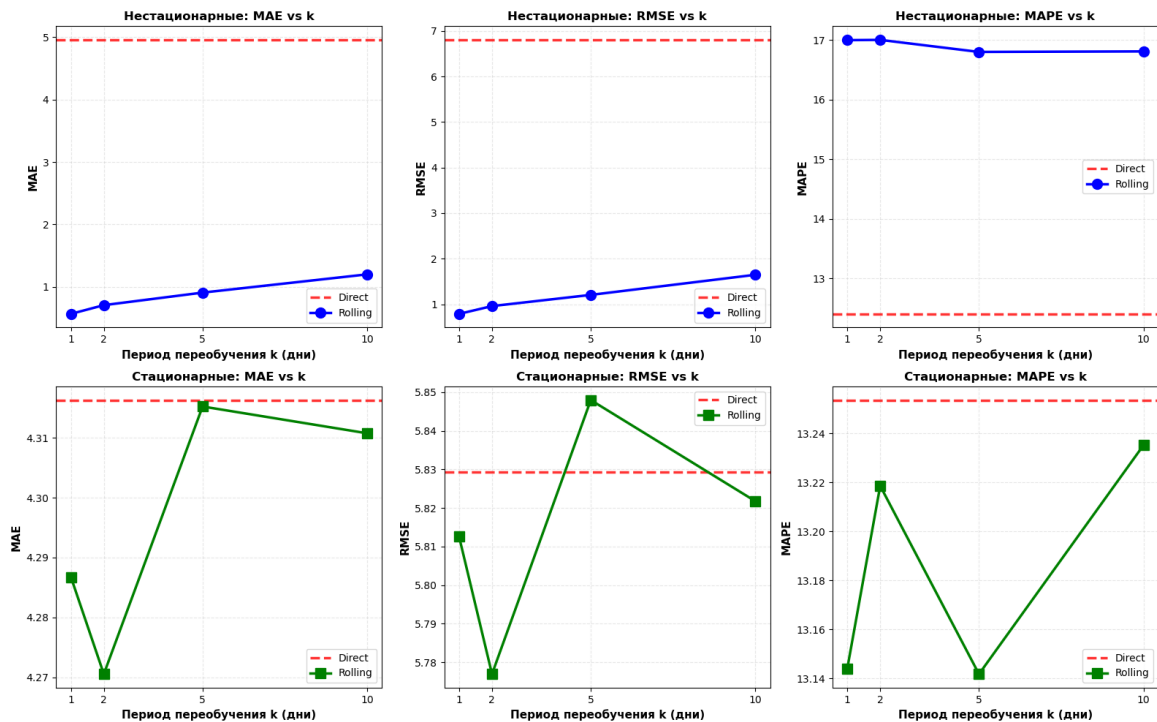 Нестационарные: MAE vs k
5
4
3
2
1
MAE
Direct
Rolling
1 2 5 10
Период переобучения k (дни)
Нестационарные: RMSE vs k
7
6
5
4
3
2
1
RMSE
Direct
Rolling
1 2 5 10
Период переобучения k (дни)
Нестационарные: MAPE vs k
17
16
15
14
13
MAPE
Direct
Rolling
1 2 5 10
Период переобучения k (дни)
Стационарные: MAE vs k
4.31
4.30
4.29
4.28
4.27
MAE
Direct
Rolling
1 2 5 10
Период переобучения k (дни)
Стационарные: RMSE vs k
5.85
5.84
5.83
5.82
5.81
5.80
5.79
5.78
RMSE
Direct
Rolling
1 2 5 10
Период переобучения k (дни)
Стационарные: MAPE vs k
13.24
13.22
13.20
13.18
13.16
13.14
MAPE
Direct
Rolling
1 2 5 10
Период переобучения k (дни)